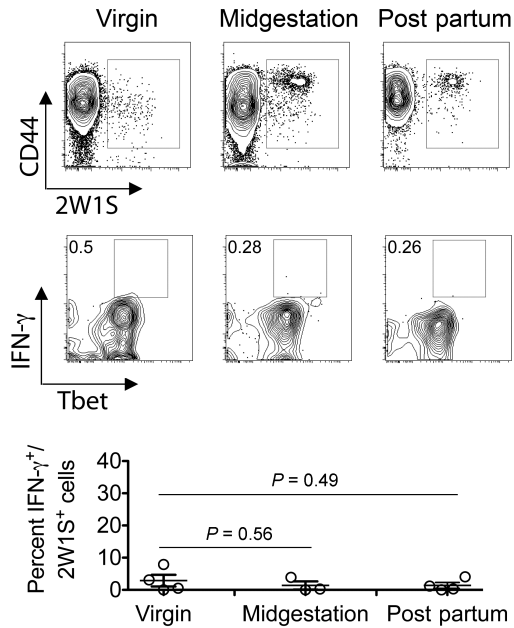 Virgin Midgestation Post partum
CD44
2W1S
0.5 0.28 0.26
IFN-γ
Tbet
Percent IFN-γ⁺/
2W1S⁺ cells
40
30
20
10
0
P = 0.49
P = 0.56
Virgin Midgestation Post partum